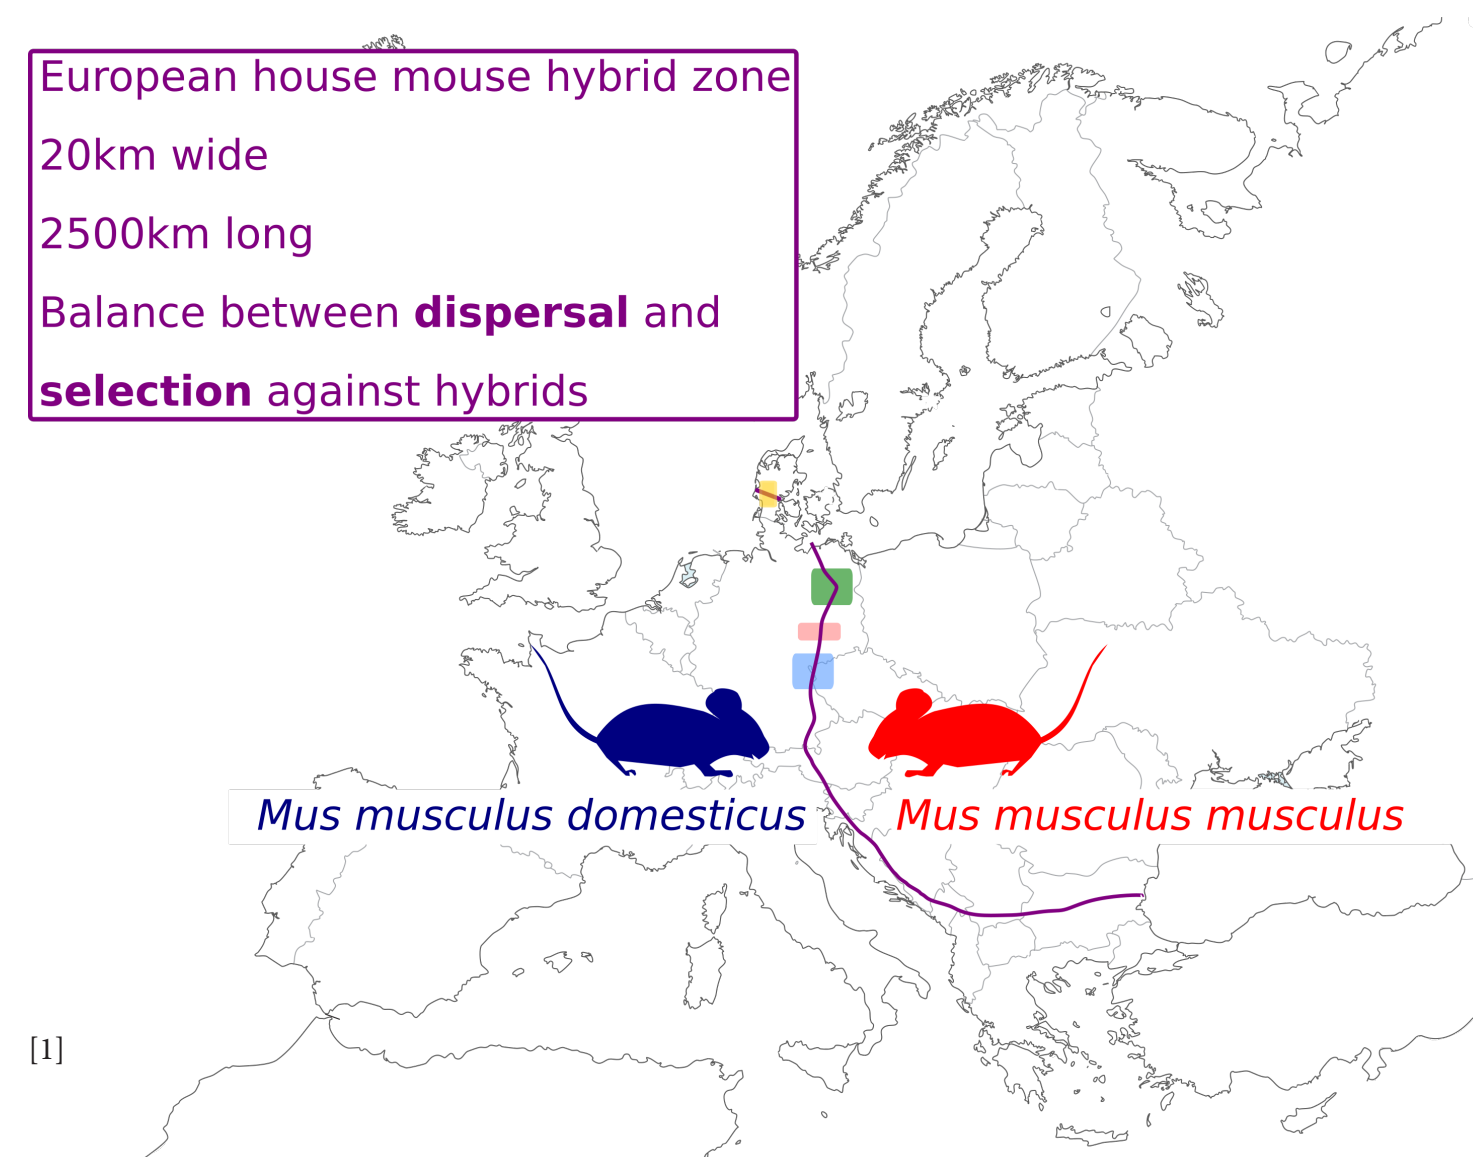 European house mouse hybrid zone
20km wide
2500km long
Balance between dispersal and
selection against hybrids
Mus musculus domesticus
Mus musculus musculus
[1]